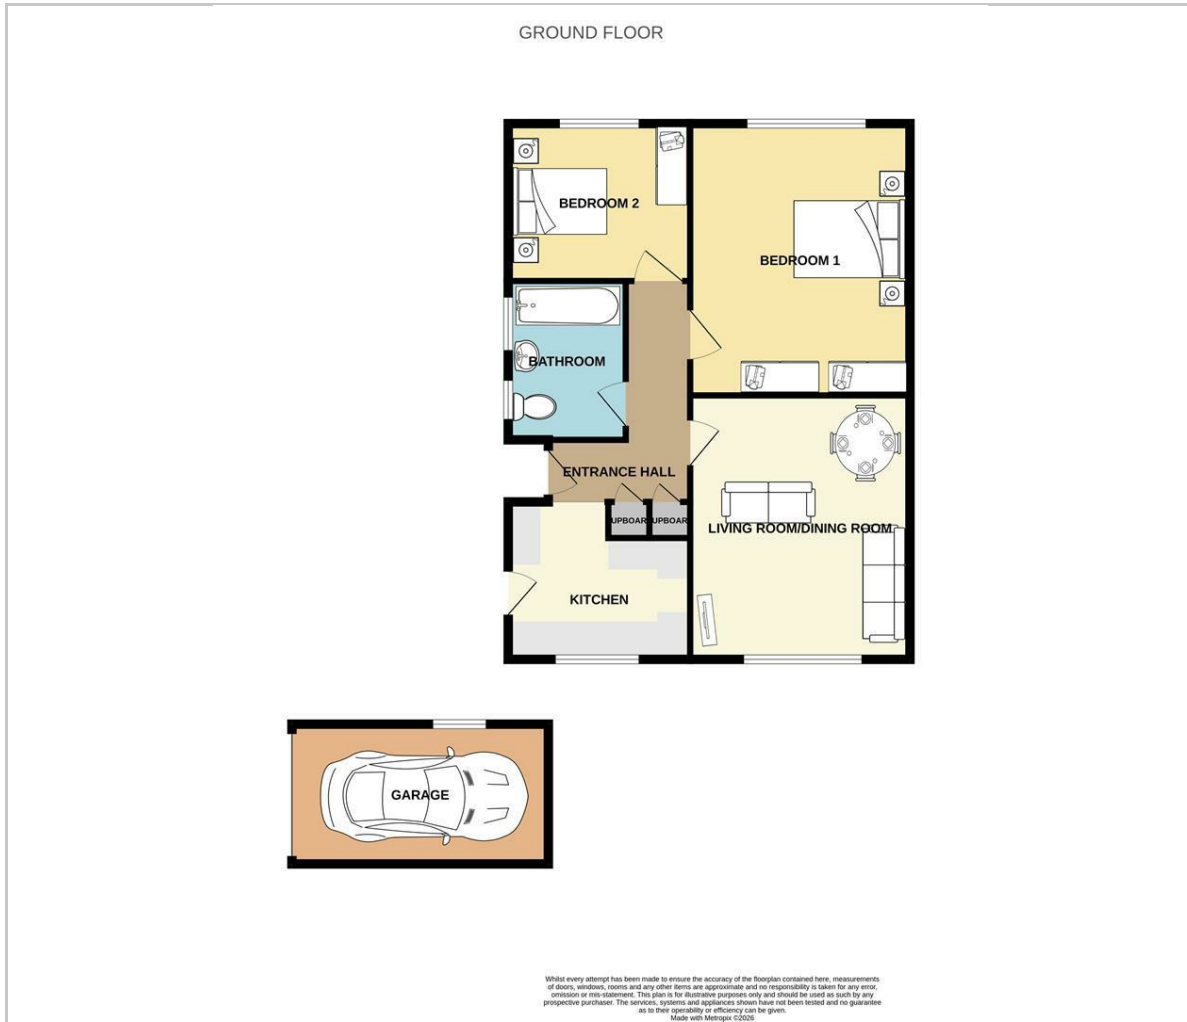 GROUND FLOOR
BEDROOM 2
BEDROOM 1
BATHROOM
ENTRANCE HALL
UPBOAR
UPBOAR
LIVING ROOM/DINING ROOM
KITCHEN
GARAGE
Whilst every attempt has been made to ensure the accuracy of the floorplan contained here, measurements
of doors, windows, rooms and any other items are approximate and no responsibility is taken for any error,
omission or mis-statement. This plan is for illustrative purposes only and should be used as such by any
prospective purchaser. The services, systems and appliances shown have not been tested and no guarantee
as to their operability or efficiency can be given.
Made with Metropix ©2026